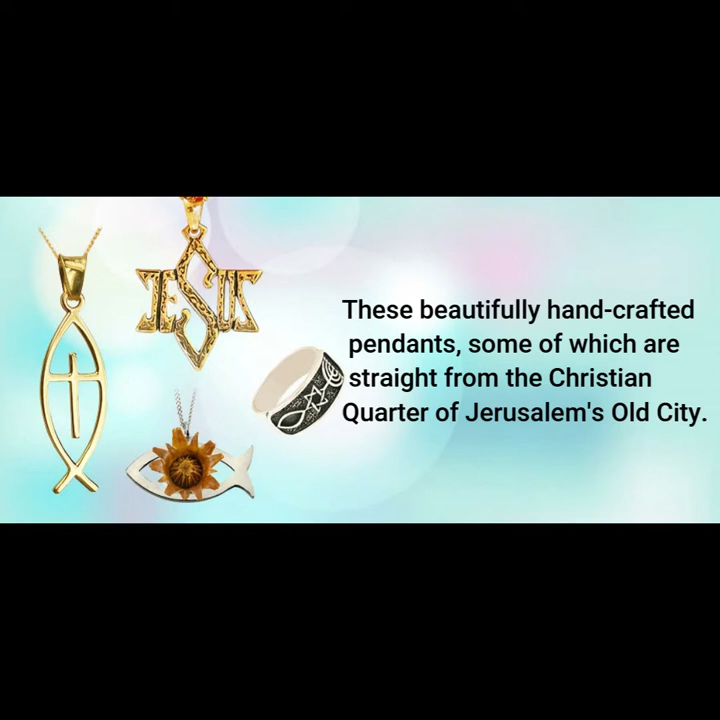 JESUS
These beautifully hand-crafted
pendants, some of which are
straight from the Christian
Quarter of Jerusalem's Old City.